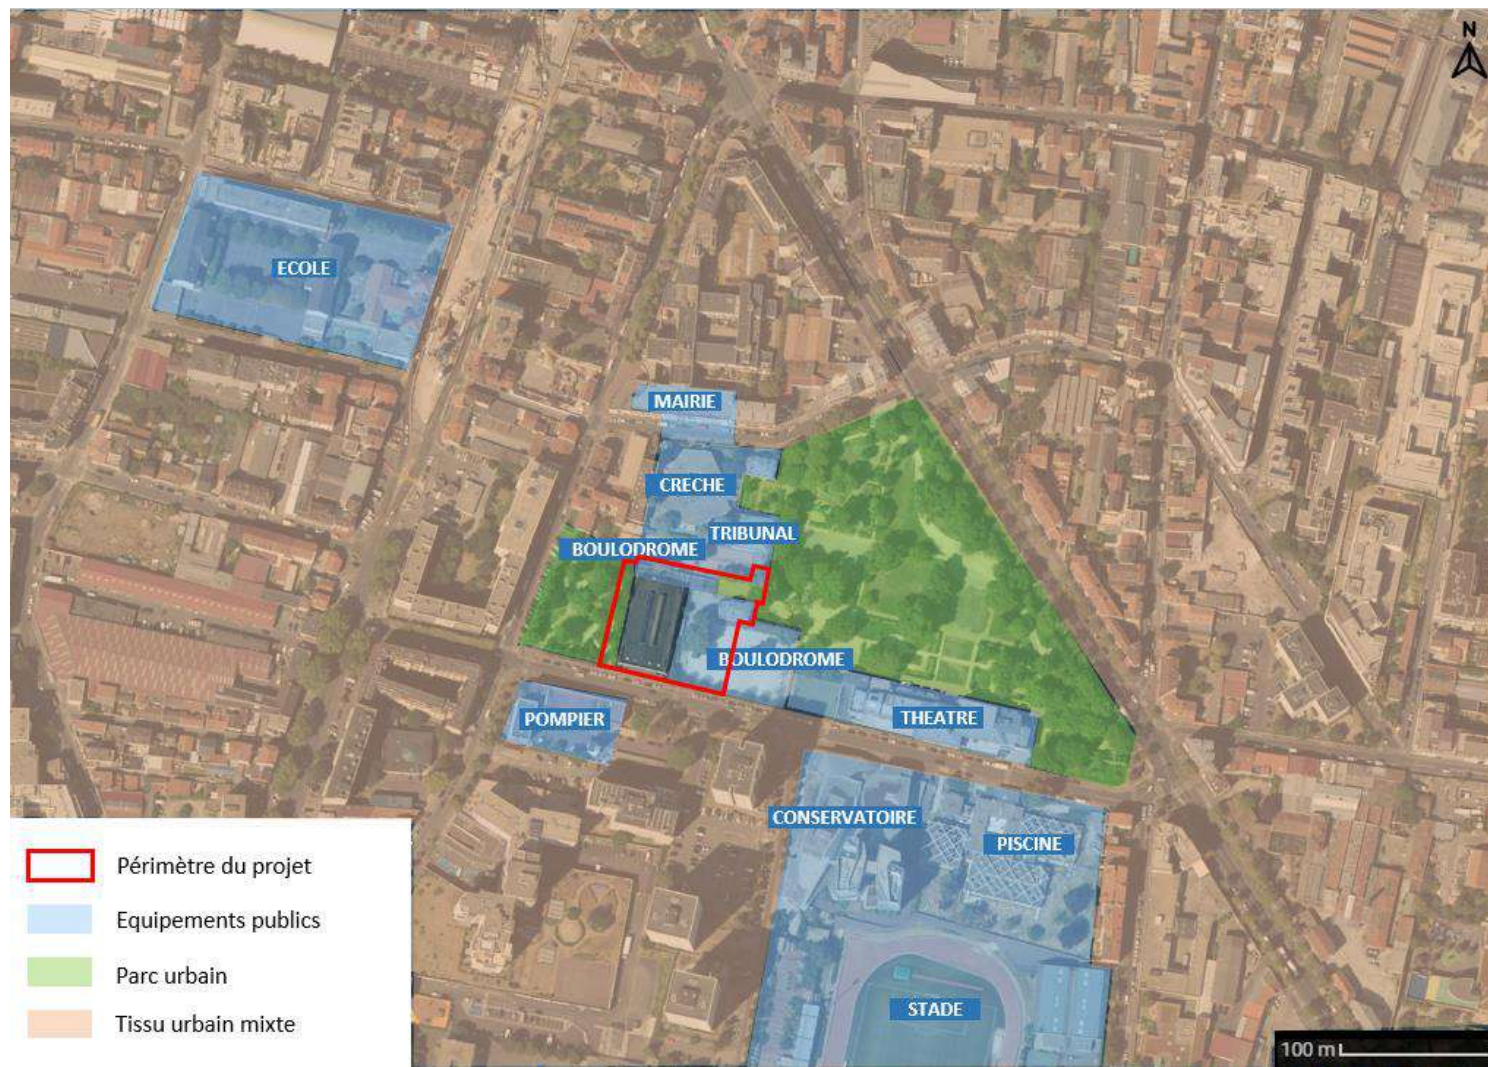 N
ECOLE
MAIRIE
CRECHE
TRIBUNAL
BOULODROME
BOULODROME
POMPIER
THEATRE
CONSERVATOIRE
PISCINE
STADE
Périmètre du projet
Equipements publics
Parc urbain
Tissu urbain mixte
100 m